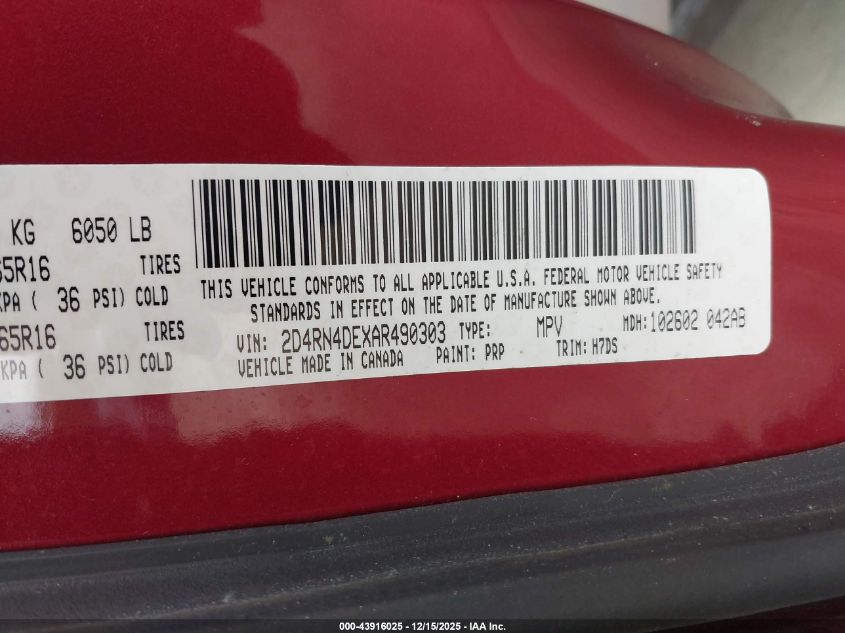 KG 6050 LB
65R16 TIRES
KPA ( 36 PSI) COLD
65R16 TIRES
KPA ( 36 PSI) COLD
THIS VEHICLE CONFORMS TO ALL APPLICABLE U.S.A. FEDERAL MOTOR VEHICLE SAFETY
STANDARDS IN EFFECT ON THE DATE OF MANUFACTURE SHOWN ABOVE.
VIN: 2D4RN4DEXAR490303 TYPE: MPV MDH: 102602 042AB
VEHICLE MADE IN CANADA PAINT: PRP TRIM: H7DS
000-43916025 - 12/15/2025 - IAA Inc.